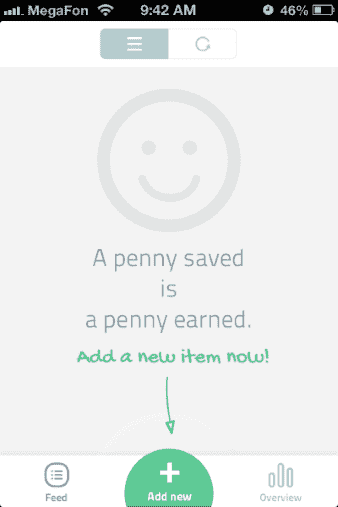 MegaFon 9:42 AM 46%
A penny saved
is
a penny earned.
Add a new item now!
Feed Add new Overview